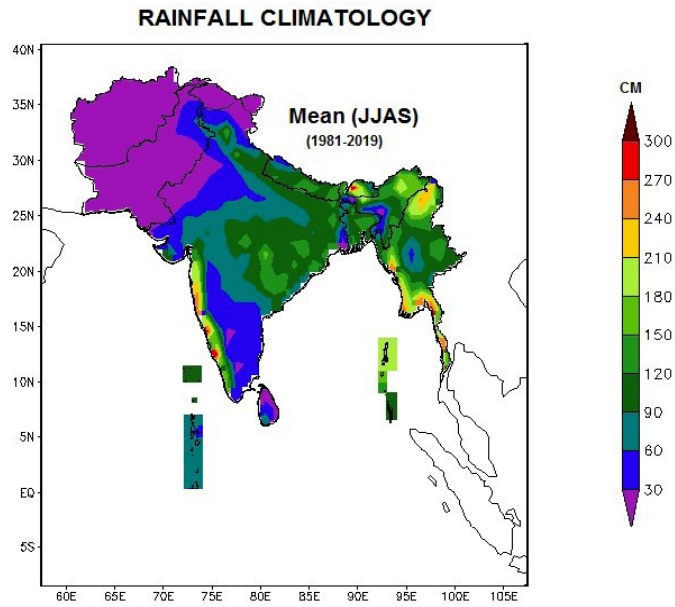 RAINFALL CLIMATOLOGY
Mean (JJAS)
(1981-2019)
40N
35N
30N
25N
20N
15N
10N
5N
EQ
5S
60E
65E
70E
75E
80E
85E
90E
95E
100E
105E
CM
300
270
240
210
180
150
120
90
60
30